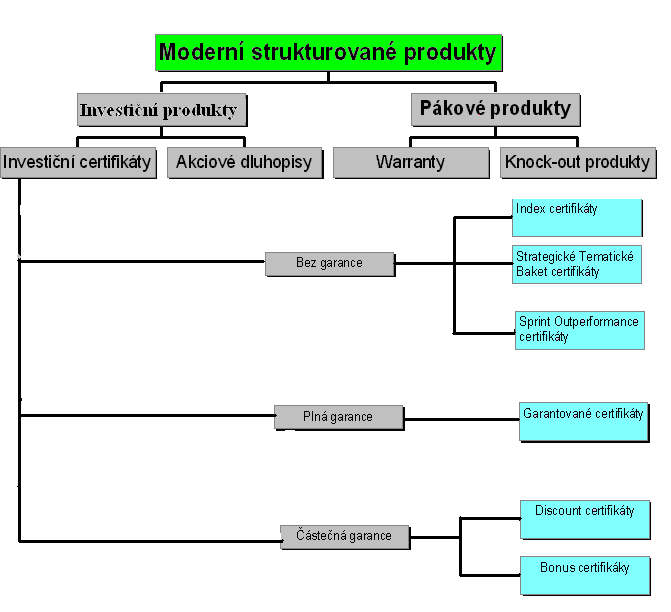 Moderní strukturované produkty
Investiční produkty
Pákové produkty
Investiční certifikáty
Akciové dluhopisy
Warranty
Knock-out produkty
Bez garance
Index certifikáty
Strategické Tematické
Baket certifikáty
Sprint Outperformance
certifikáty
Plná garance
Garantované certifikáty
Částečná garance
Discount certifikáty
Bonus certifikáky